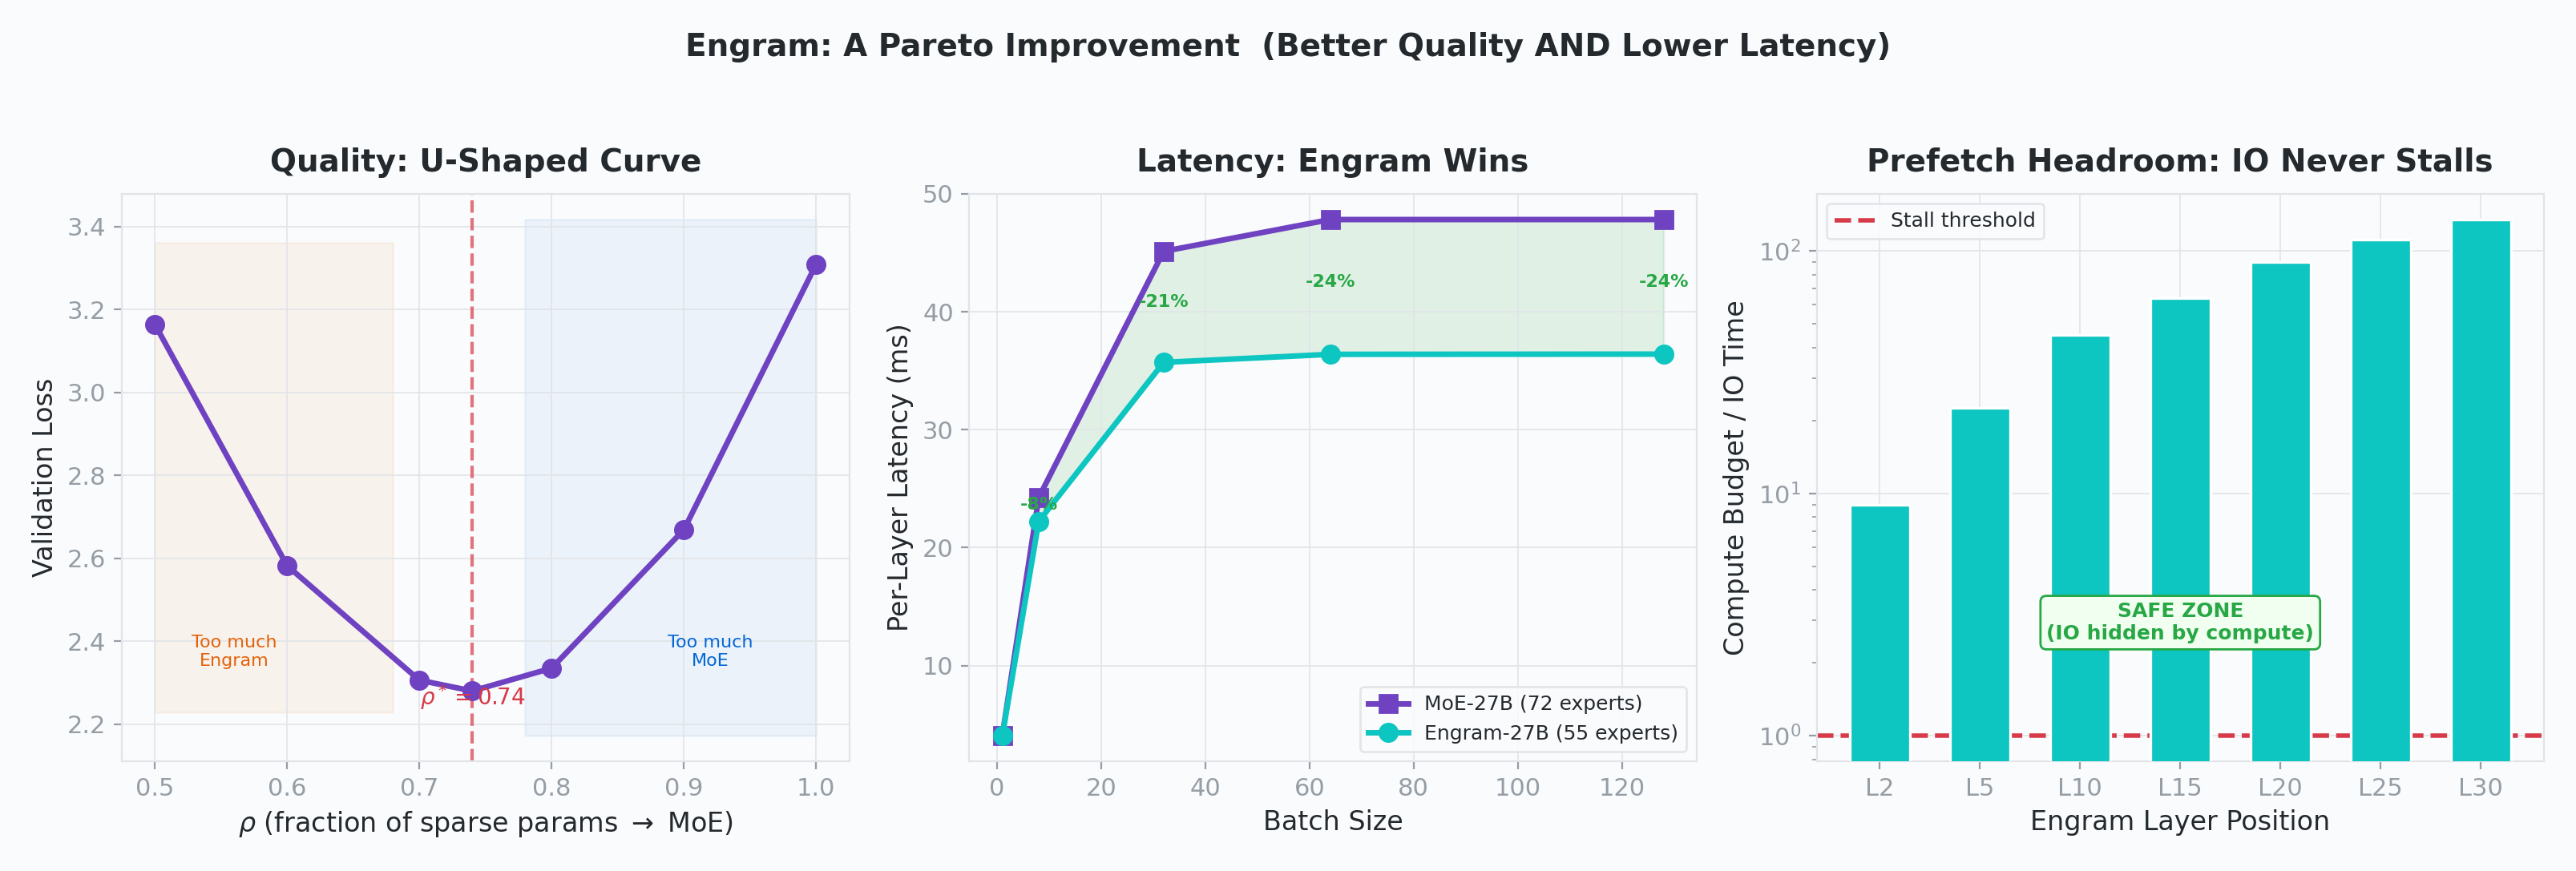 Engram: A Pareto Improvement  (Better Quality AND Lower Latency)
Quality: U-Shaped Curve
3.4
3.2
3.0
2.8
2.6
2.4
2.2
Validation Loss
Too much
Engram
Too much
MoE
ρ* = 0.74
0.5 0.6 0.7 0.8 0.9 1.0
ρ (fraction of sparse params → MoE)
Latency: Engram Wins
50
40
30
20
10
Per-Layer Latency (ms)
-8%
-21%
-24%
-24%
MoE-27B (72 experts)
Engram-27B (55 experts)
0 20 40 60 80 100 120
Batch Size
Prefetch Headroom: IO Never Stalls
Stall threshold
10²
10¹
10⁰
Compute Budget / IO Time
SAFE ZONE
(IO hidden by compute)
L2 L5 L10 L15 L20 L25 L30
Engram Layer Position